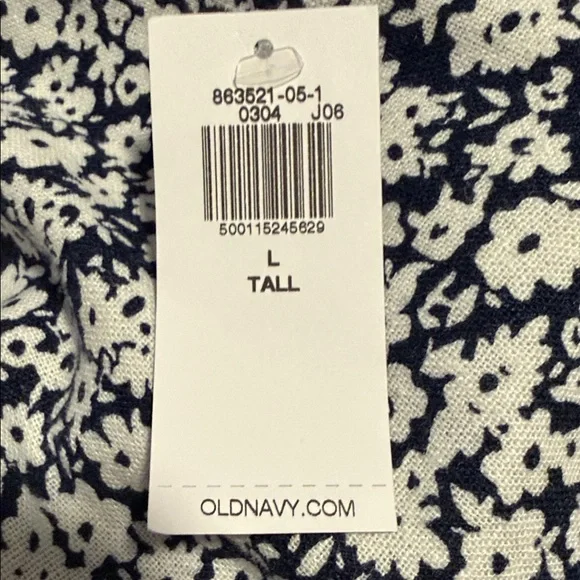 863521-05-1
0304 J06
500115245629
L
TALL
OLDNAVY.COM